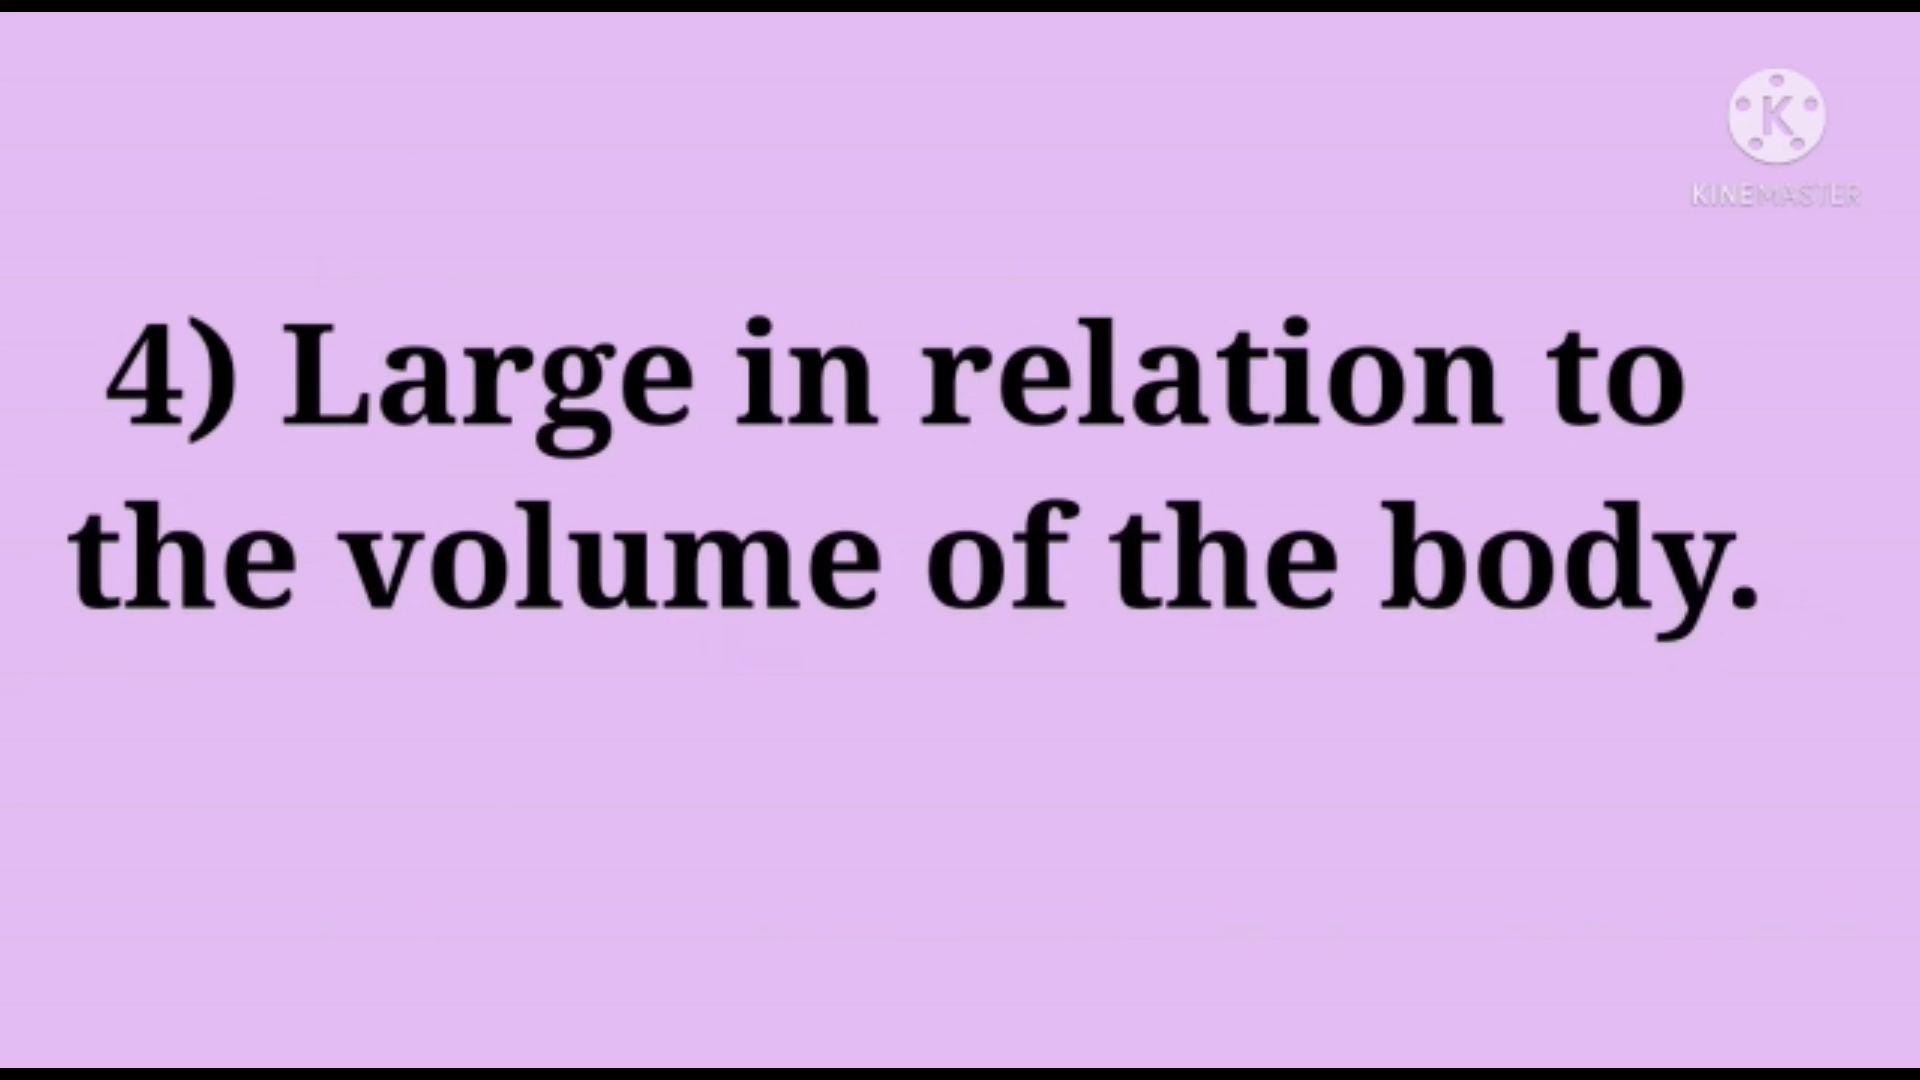 KINEMASTER
4) Large in relation to
the volume of the body.